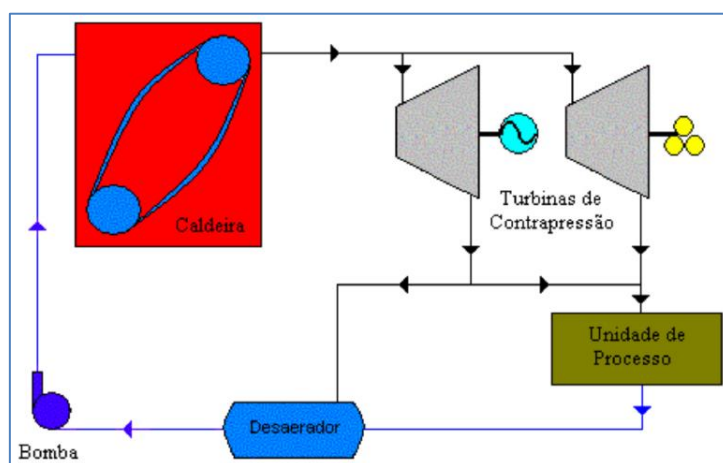 Caldeira
Turbinas de
Contrapressão
Unidade de
Processo
Desaerador
Bomba